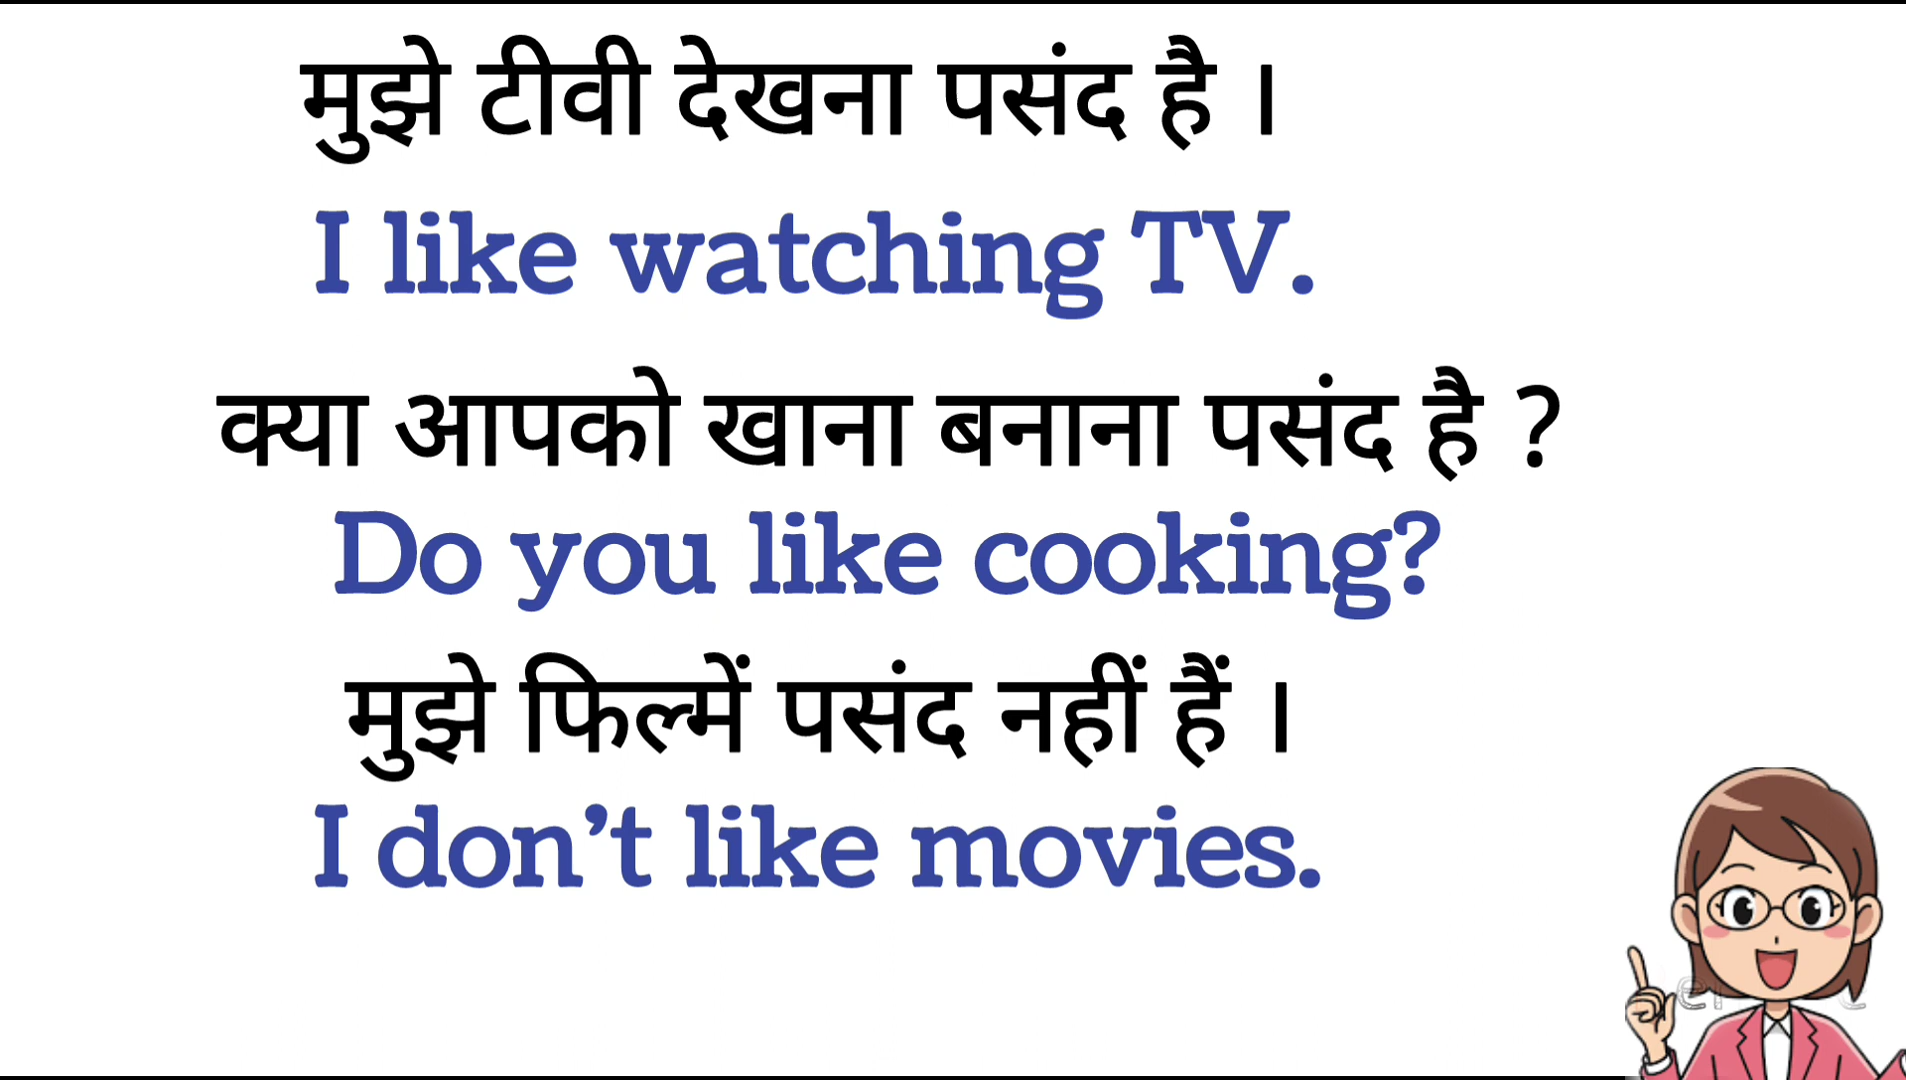 मुझे टीवी देखना पसंद है ।
I like watching TV.
क्या आपको खाना बनाना पसंद है ?
Do you like cooking?
मुझे फिल्में पसंद नहीं हैं ।
I don’t like movies.